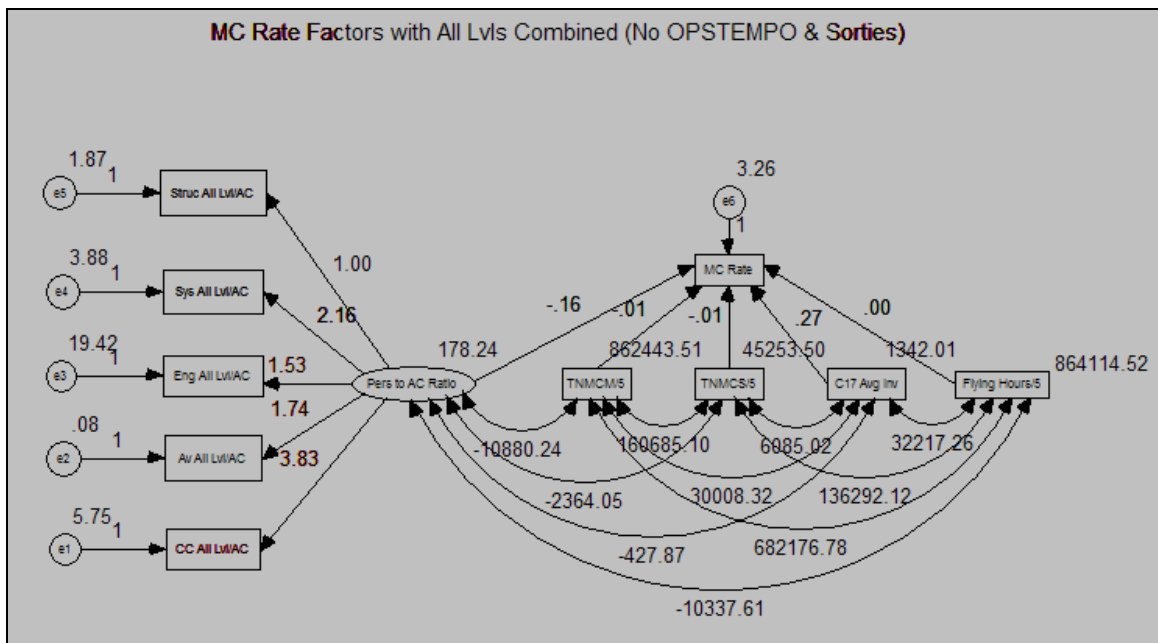 MC Rate Factors with All Lvls Combined (No OPSTEMPO & Sorties)
1.87
1
e5
Struc All Lvl/AC
3.26
e6
1
1.00
3.88
1
e4
Sys All Lvl/AC
MC Rate
2.16
-.16
-.01
-.01
.27
.00
19.42
1
e3
Eng All Lvl/AC
1.53
178.24
862443.51
45253.50
1342.01
864114.52
Pers to AC Ratio
TNMCM/5
TNMCS/5
C17 Avg Inv
Flying Hours/5
1.74
.08
1
e2
Av All Lvl/AC
3.83
-10880.24
160685.10
6085.02
32217.26
-2364.05
30008.32
136292.12
5.75
1
e1
CC All Lvl/AC
-427.87
682176.78
-10337.61